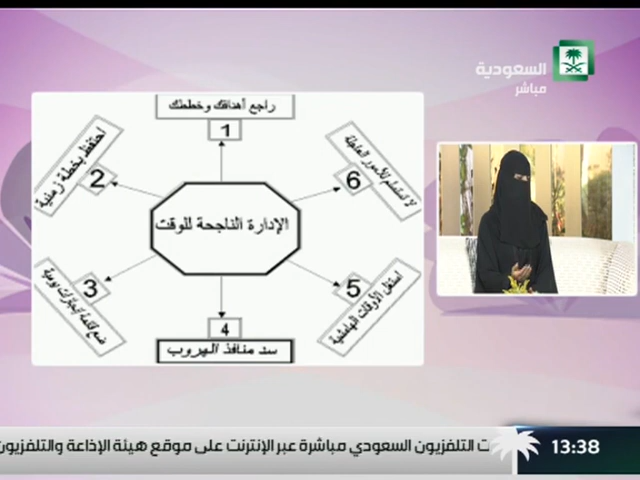 السعودية
مباشر
راجع أهدافك وخططك
1
احتفظ بخطة زمنية
2
ضع قائمة إنجازات يومية
3
سد منافذ الهروب
4
استغل الأوقات الهامشية
5
لا تستسلم للأمور العاجلة
6
الإدارة الناجحة للوقت
ت التلفزيون السعودي مباشرة عبر الإنترنت على موقع هيئة الإذاعة والتلفزيون
13:38